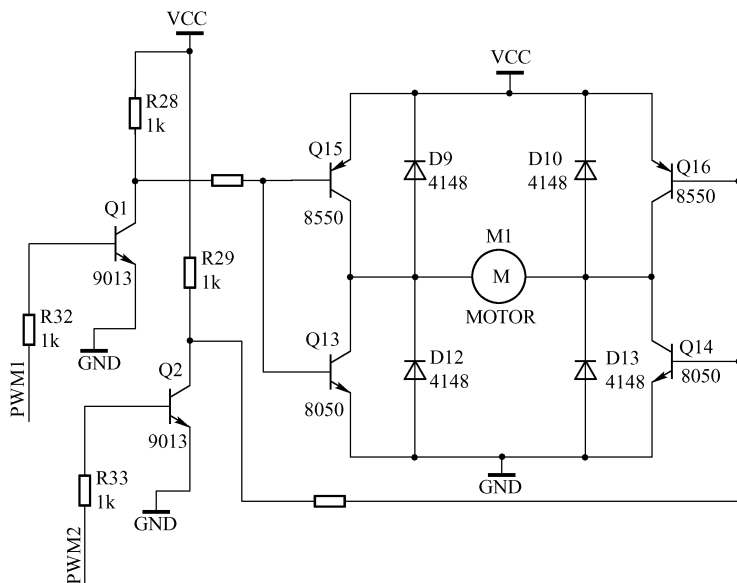 VCC
R28
1k
Q1
9013
R32
1k
PWM1
GND
R29
1k
Q2
9013
R33
1k
PWM2
GND
VCC
Q15
8550
D9
4148
D10
4148
Q16
8550
M1
M
MOTOR
Q13
8050
D12
4148
D13
4148
Q14
8050
GND